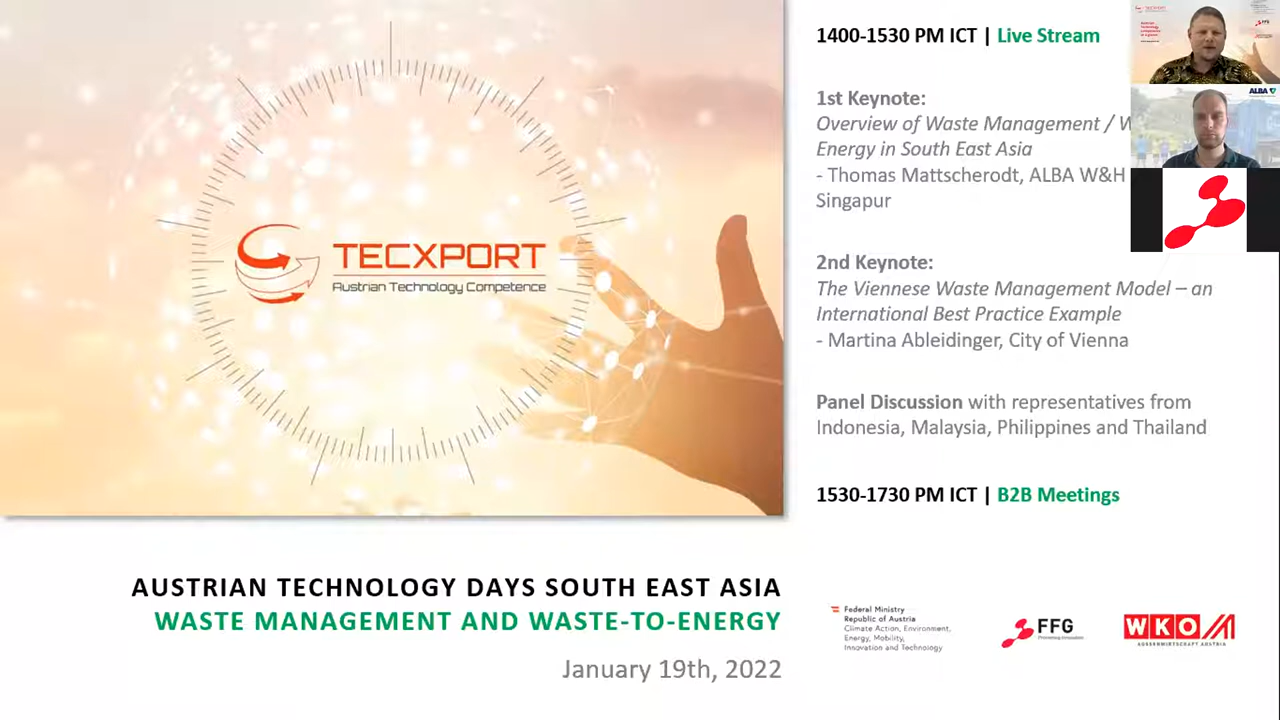 TECXPORT
Austrian Technology Competence
AUSTRIAN TECHNOLOGY DAYS SOUTH EAST ASIA
WASTE MANAGEMENT AND WASTE-TO-ENERGY
January 19th, 2022
1400-1530 PM ICT | Live Stream
1st Keynote:
Overview of Waste Management / W
Energy in South East Asia
- Thomas Mattscherodt, ALBA W&H
Singapur
2nd Keynote:
The Viennese Waste Management Model – an
International Best Practice Example
- Martina Ableidinger, City of Vienna
Panel Discussion with representatives from
Indonesia, Malaysia, Philippines and Thailand
1530-1730 PM ICT | B2B Meetings
Federal Ministry
Republic of Austria
Climate Action, Environment,
Energy, Mobility,
Innovation and Technology
FFG
Promoting Innovation.
WKO
AUSSENWIRTSCHAFT AUSTRIA
ALBA